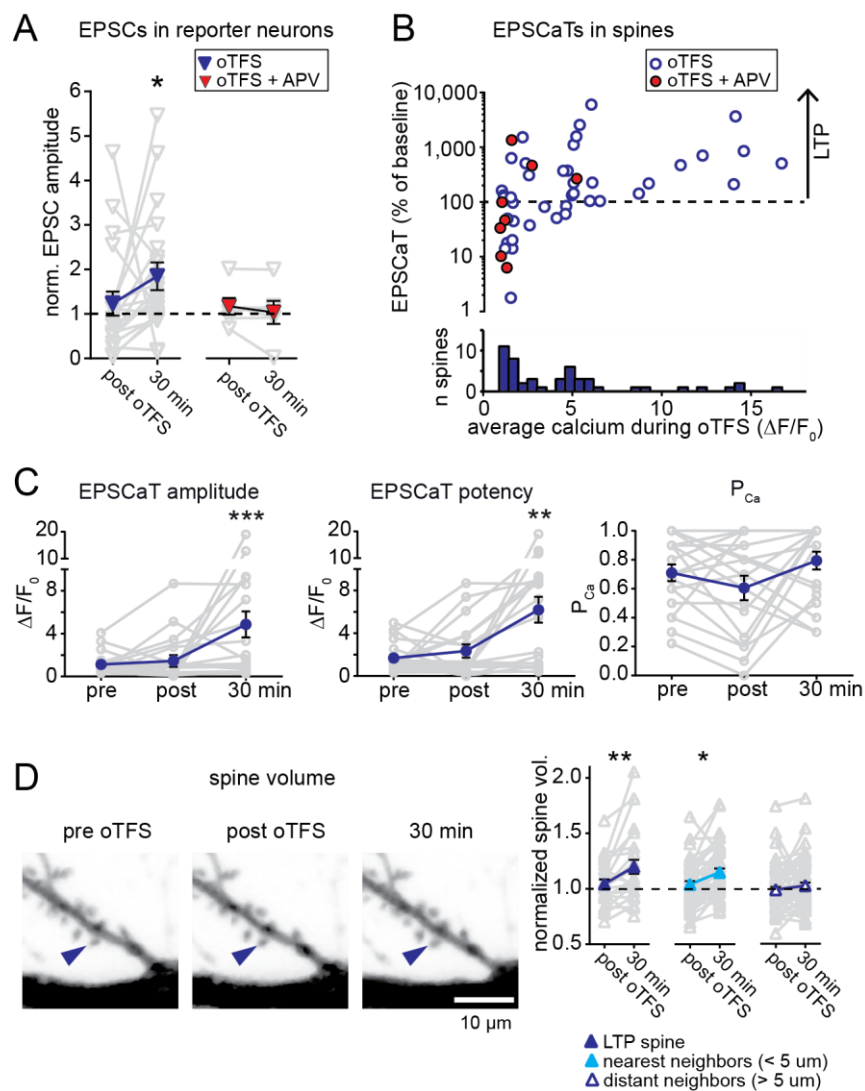 A
EPSCs in reporter neurons
oTFS
oTFS + APV
*
norm. EPSC amplitude
6
5
4
3
2
1
0
post oTFS
30 min
post oTFS
30 min
B
EPSCaTs in spines
oTFS
oTFS + APV
EPSCaT (% of baseline)
10,000
1,000
100
10
1
LTP
n spines
10
0
0
5
10
15
average calcium during oTFS (ΔF/F0)
C
EPSCaT amplitude
***
ΔF/F0
20
12
8
4
0
pre
post
30 min
EPSCaT potency
**
ΔF/F0
20
12
8
4
0
pre
post
30 min
PCa
PCa
1.0
0.8
0.6
0.4
0.2
0.0
pre
post
30 min
D
spine volume
pre oTFS
post oTFS
30 min
10 µm
normalized spine vol.
2.0
1.5
1.0
0.5
**
*
post oTFS
30 min
post oTFS
30 min
post oTFS
30 min
LTP spine
nearest neighbors (< 5 um)
distant neighbors (> 5 um)